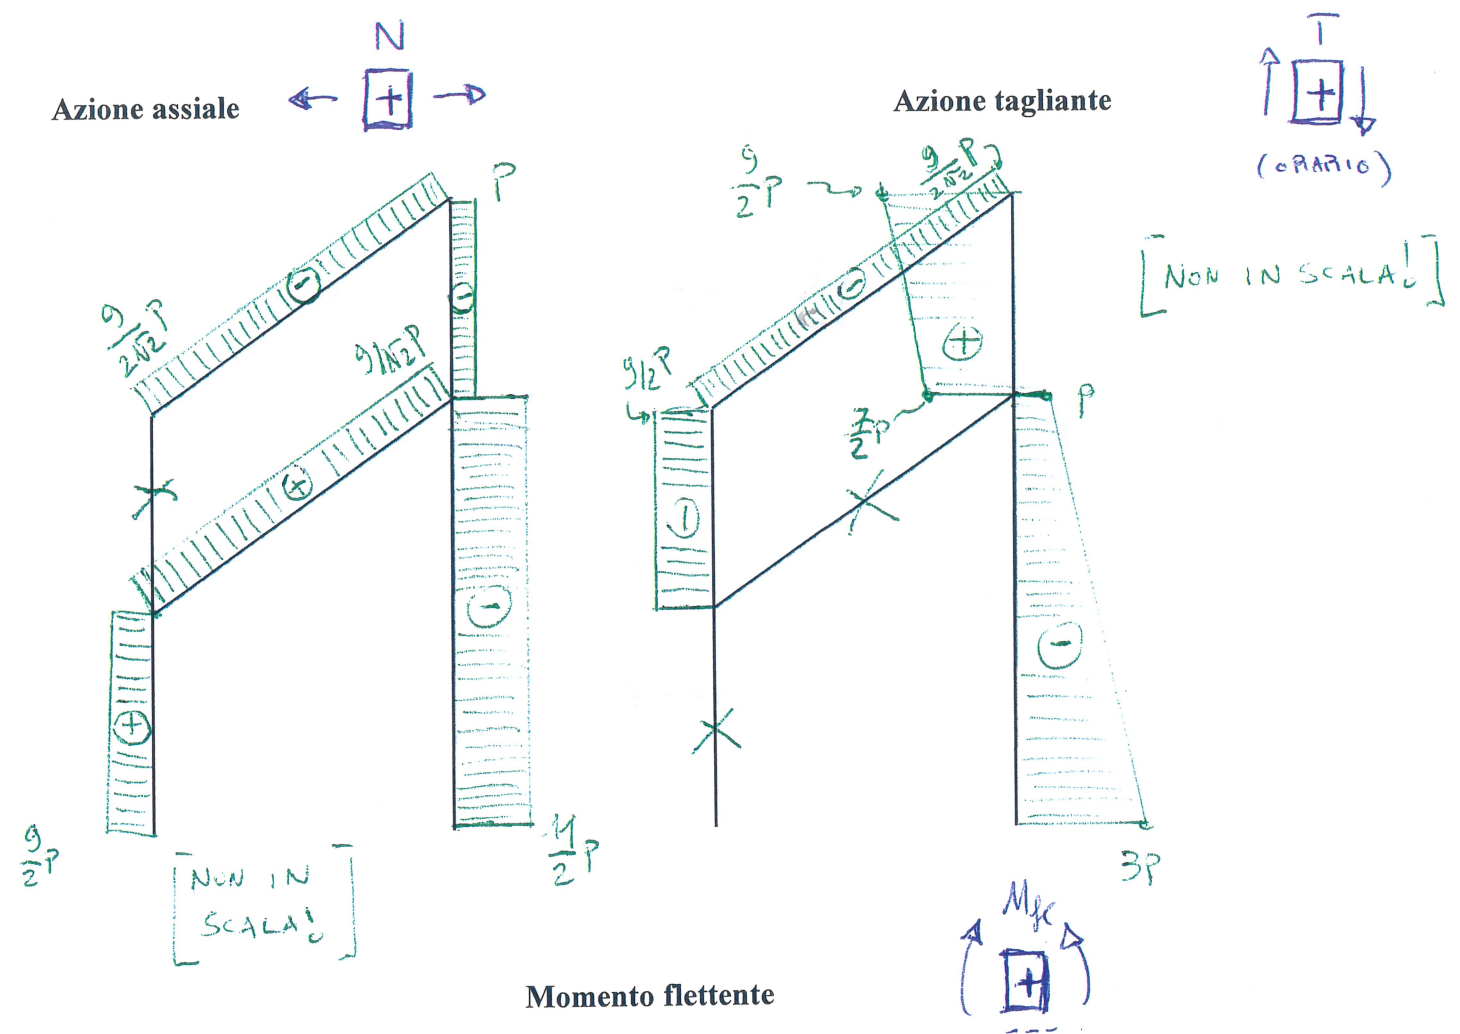 N
Azione assiale
+
T
Azione tagliante
+
(ORARIO)
P
9/2 P
9/2√2 P
[NON IN SCALA!]
-
-
9/2√2 P
9/√2 P
+
-
9/2 P
-
+
7/2 P
P
-
-
+
9/2 P
[NON IN
SCALA!]
11/2 P
3P
Mfc
Momento flettente
+